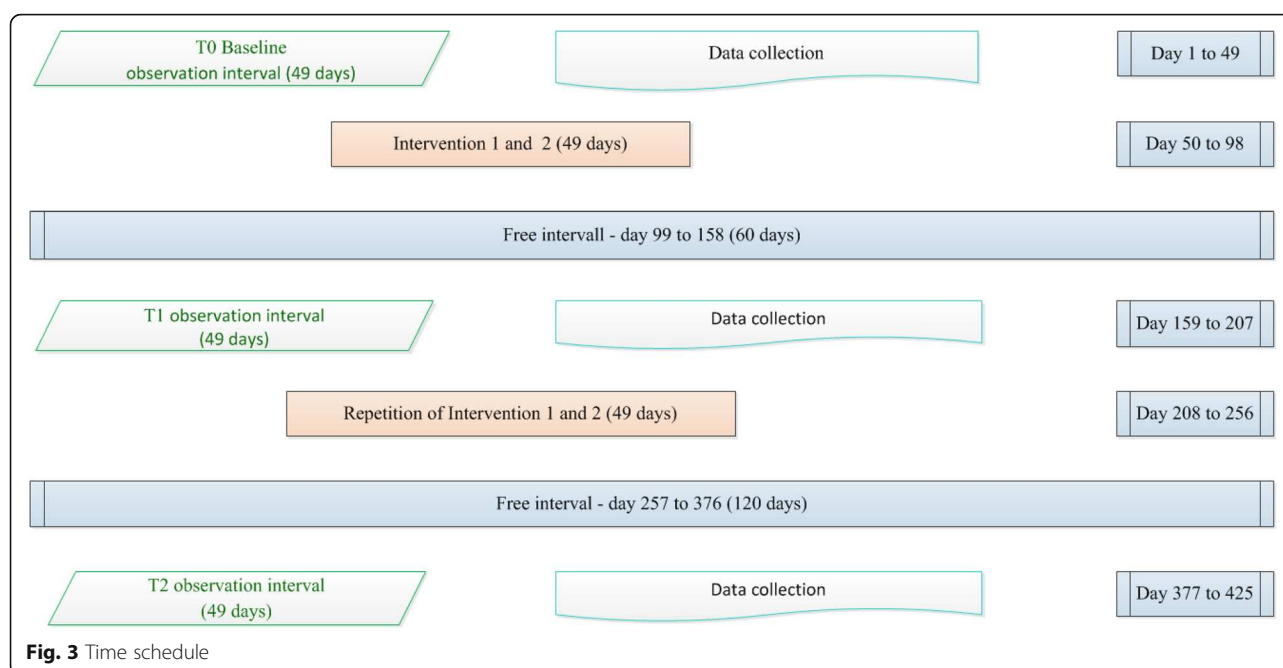 T0 Baseline
observation interval (49 days)
Data collection
Day 1 to 49
Intervention 1 and 2 (49 days)
Day 50 to 98
Free intervall - day 99 to 158 (60 days)
T1 observation interval
(49 days)
Data collection
Day 159 to 207
Repetition of Intervention 1 and 2 (49 days)
Day 208 to 256
Free interval - day 257 to 376 (120 days)
T2 observation interval
(49 days)
Data collection
Day 377 to 425
Fig. 3 Time schedule